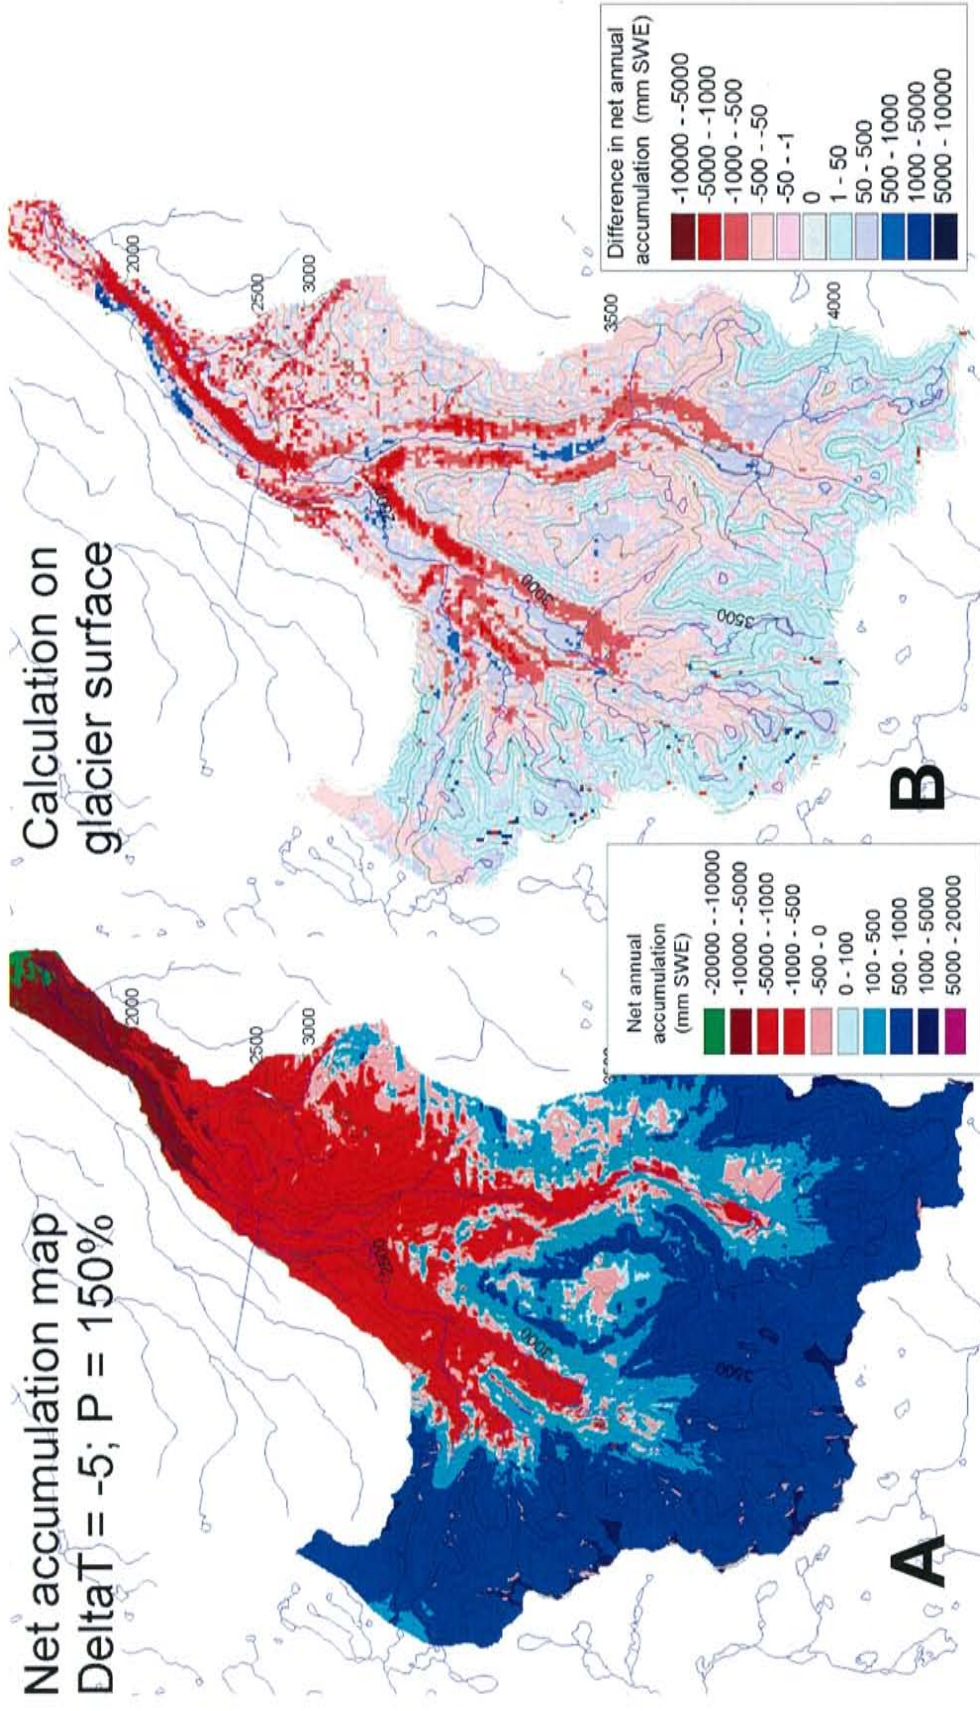 Net accumulation map
DeltaT = -5; P = 150%
2000
2500
3000
2500
3000
3500
A
Net annual
accumulation
(mm SWE)
-20000 - -10000
-10000 - -5000
-5000 - -1000
-1000 - -500
-500 - 0
0 - 100
100 - 500
500 - 1000
1000 - 5000
5000 - 20000
Calculation on
glacier surface
2000
2500
3000
3500
4000
3000
3500
B
Difference in net annual
accumulation (mm SWE)
-10000 - -5000
-5000 - -1000
-1000 - -500
-500 - -50
-50 - -1
0
1 - 50
50 - 500
500 - 1000
1000 - 5000
5000 - 10000